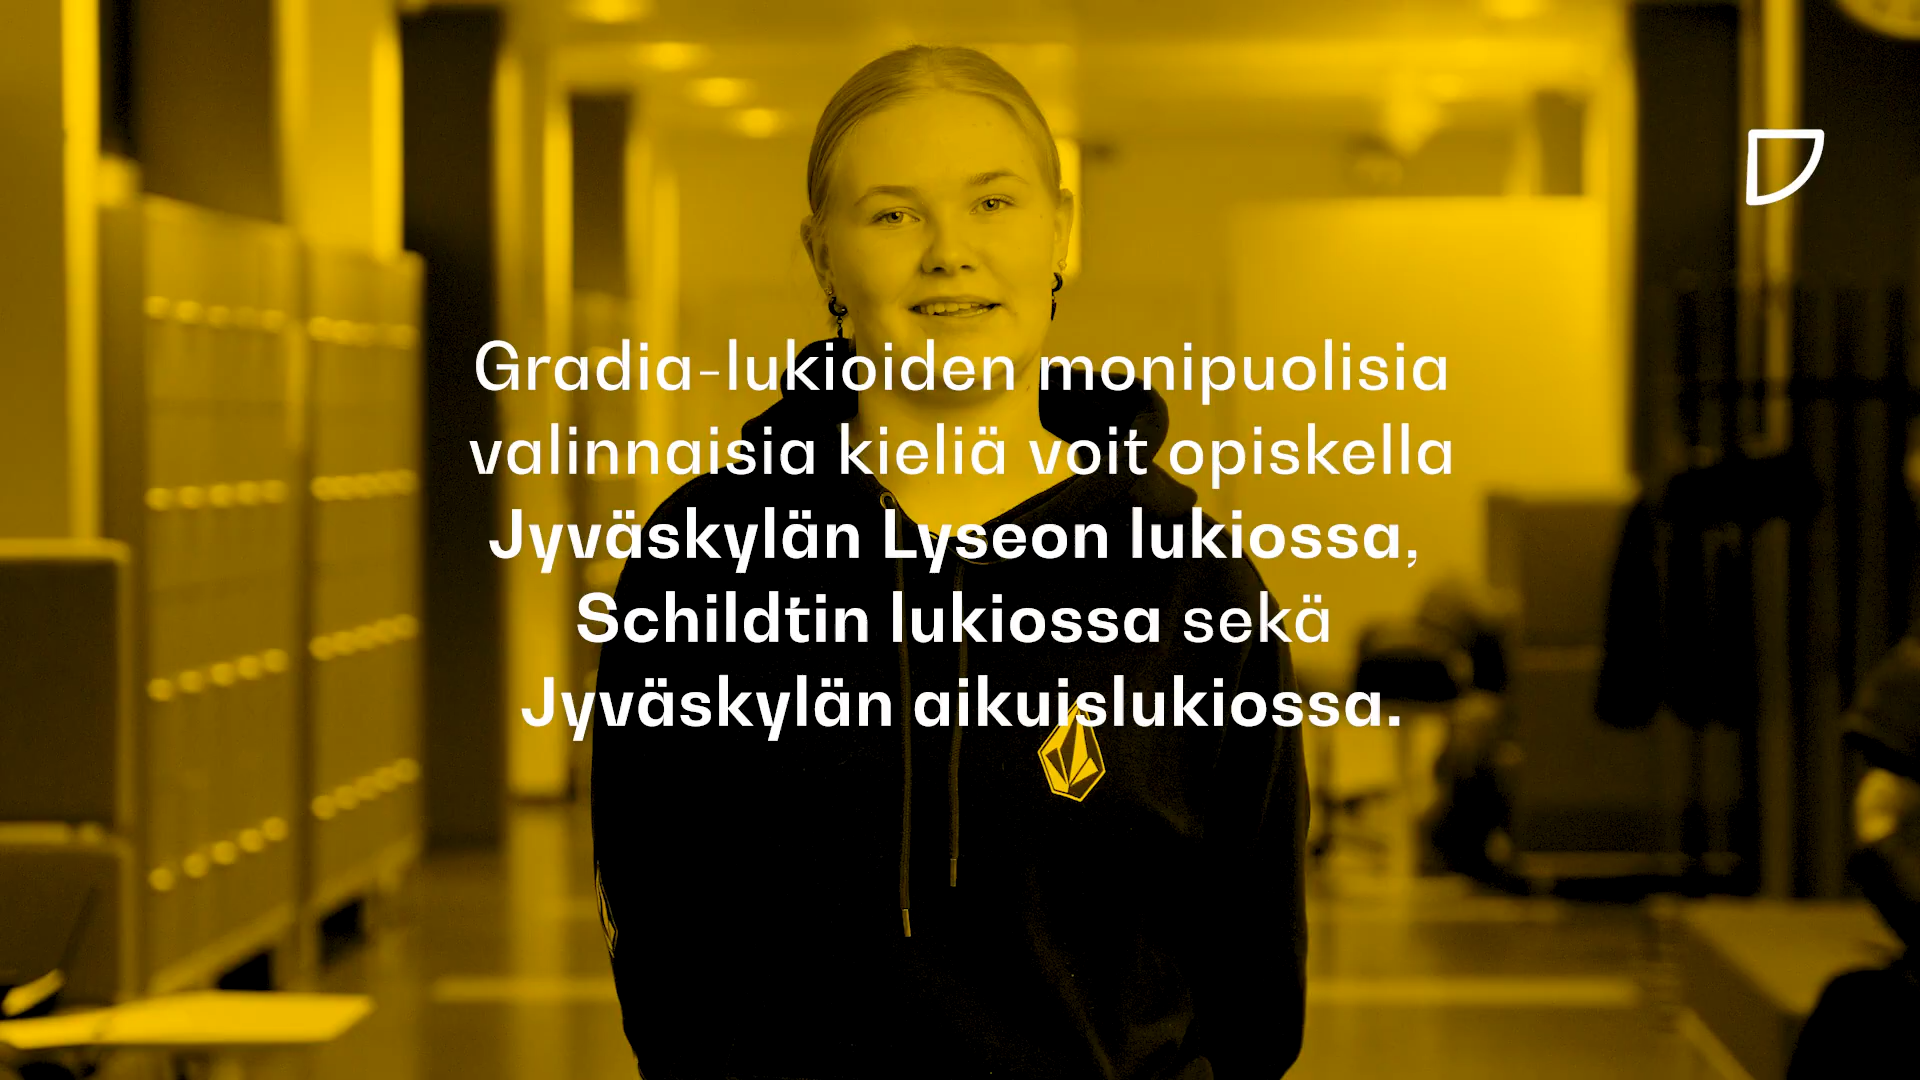 Gradia-lukioiden monipuolisia
valinnaisia kieliä voit opiskella
Jyväskylän Lyseon lukiossa,
Schildtin lukiossa sekä
Jyväskylän aikuislukiossa.